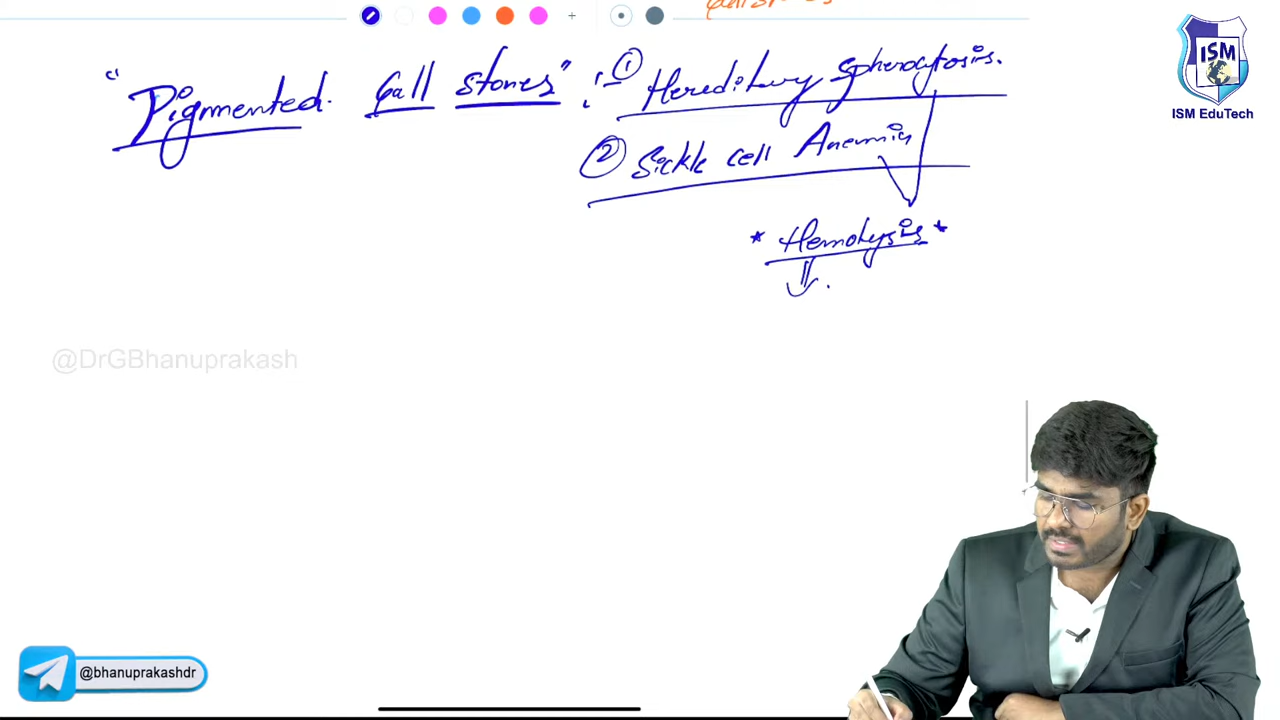 ISM
ISM EduTech
"Pigmented Gall stones" :- ① Hereditary spherocytosis.
② Sickle cell Anemia
* Hemolysis *
@DrGBhanuprakash
@bhanuprakashdr